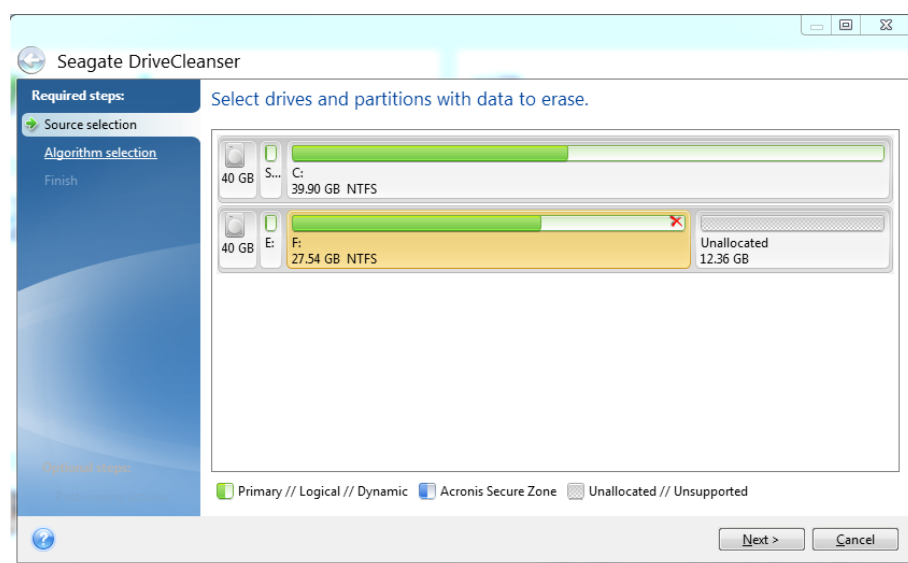 Seagate DriveCleanser
Required steps:
Source selection
Algorithm selection
Finish
Select drives and partitions with data to erase.
40 GB
S...
C:
39.90 GB NTFS
40 GB
E:
F:
27.54 GB NTFS
Unallocated
12.36 GB
Primary // Logical // Dynamic
Acronis Secure Zone
Unallocated // Unsupported
Next >
Cancel